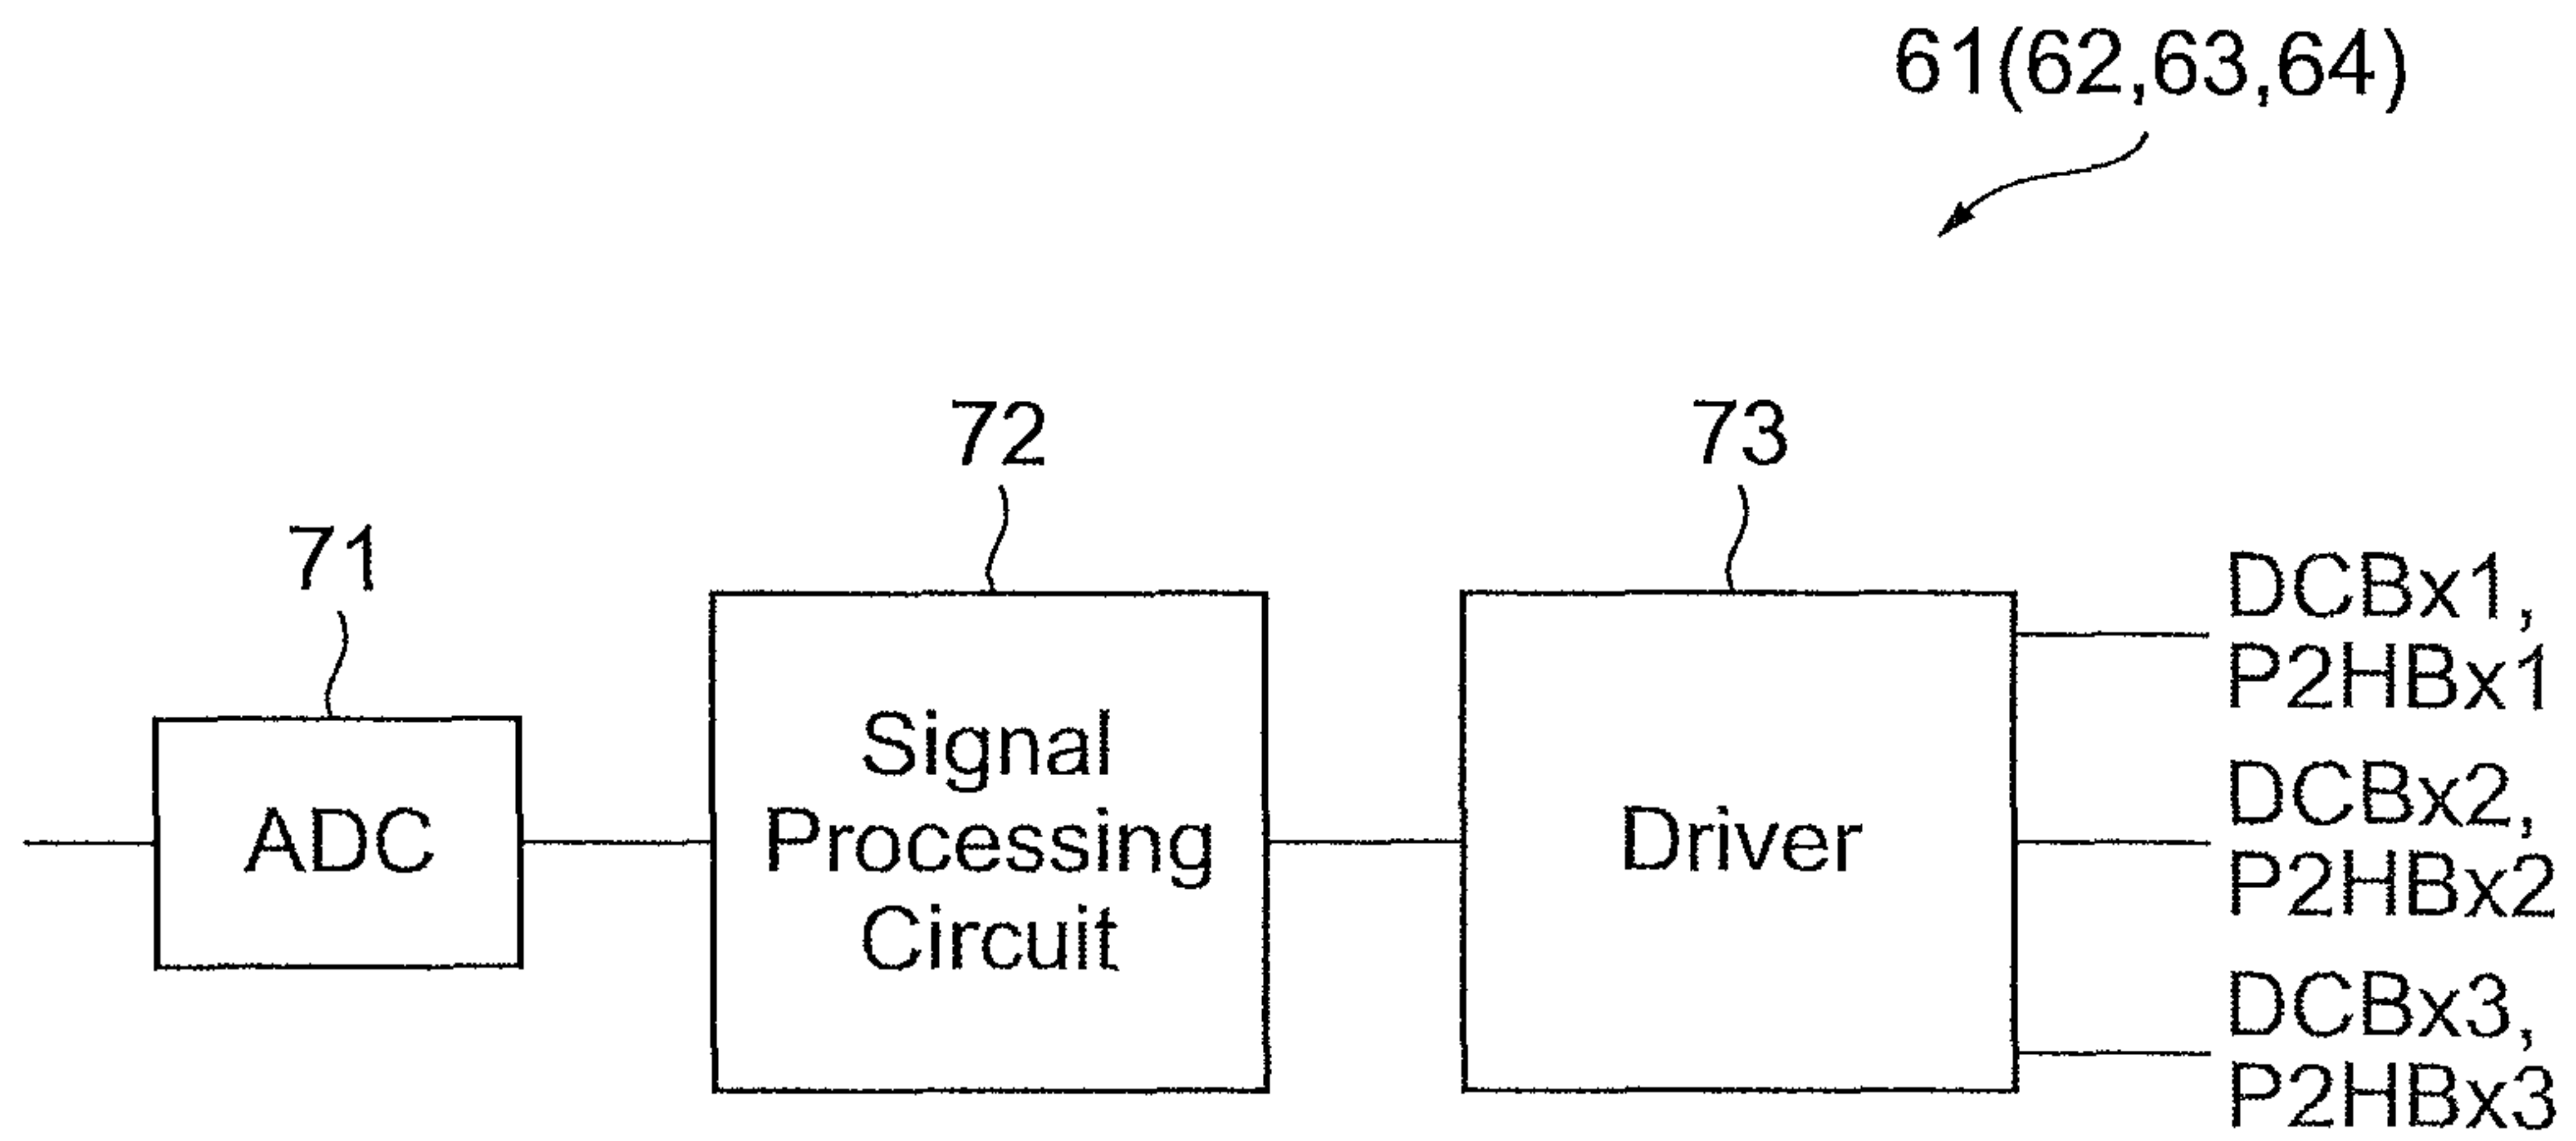 61(62,63,64)
72
73
71
ADC
Signal
Processing
Circuit
Driver
DCBx1,
P2HBx1
DCBx2,
P2HBx2
DCBx3,
P2HBx3